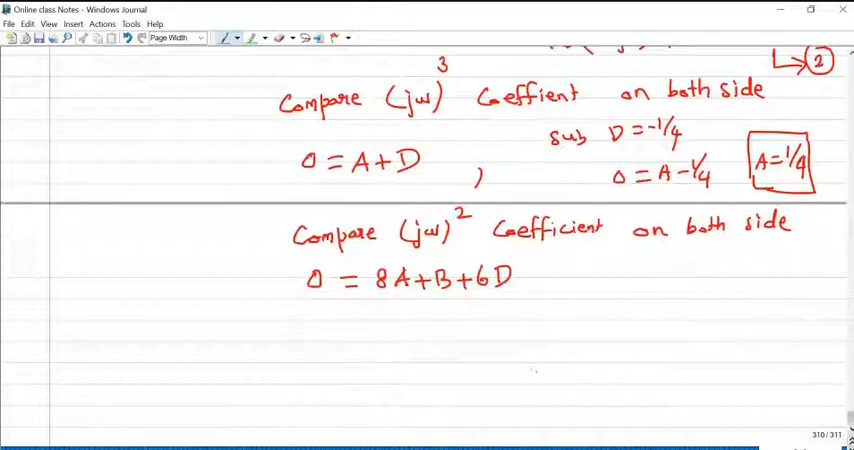 Online class Notes - Windows Journal
File Edit View Insert Actions Tools Help
Page Width
2
Compare (jω)^3 Coeffient on both side
sub D = -1/4
0 = A + D , 0 = A - 1/4 A = 1/4
Compare (jω)^2 Coefficient on both side
0 = 8A + B + 6D
310 / 311